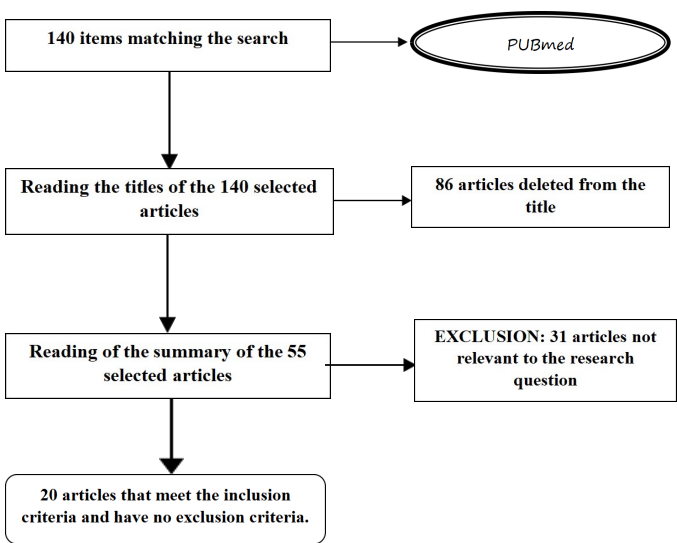 140 items matching the search
PUBmed
Reading the titles of the 140 selected
articles
86 articles deleted from the
title
Reading of the summary of the 55
selected articles
EXCLUSION: 31 articles not
relevant to the research
question
20 articles that meet the inclusion
criteria and have no exclusion criteria.